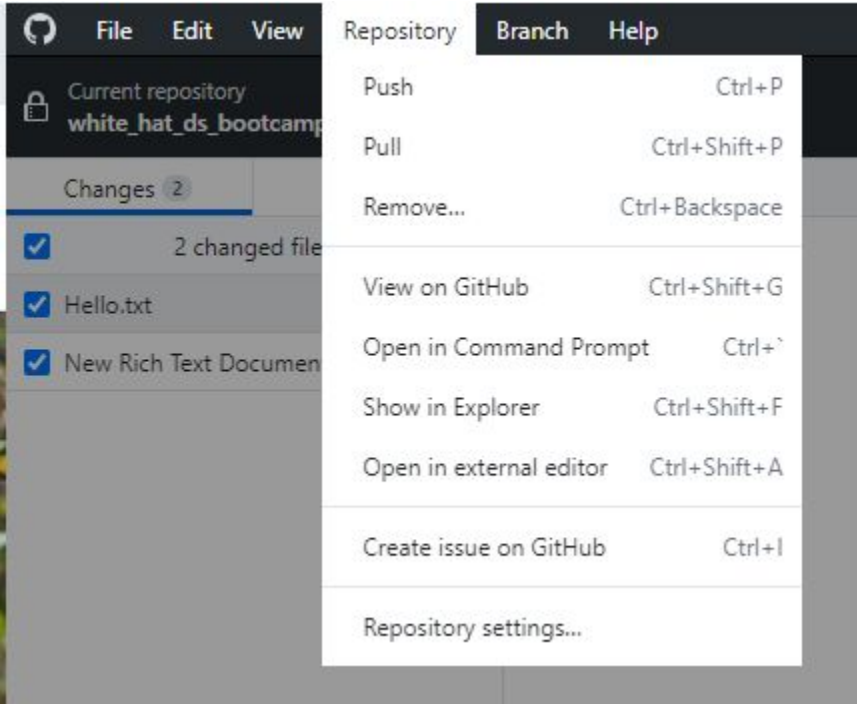 File Edit View Repository Branch Help
Current repository
white_hat_ds_bootcamp
Changes 2
2 changed file
Hello.txt
New Rich Text Documen
Push Ctrl+P
Pull Ctrl+Shift+P
Remove... Ctrl+Backspace
View on GitHub Ctrl+Shift+G
Open in Command Prompt Ctrl+`
Show in Explorer Ctrl+Shift+F
Open in external editor Ctrl+Shift+A
Create issue on GitHub Ctrl+I
Repository settings...